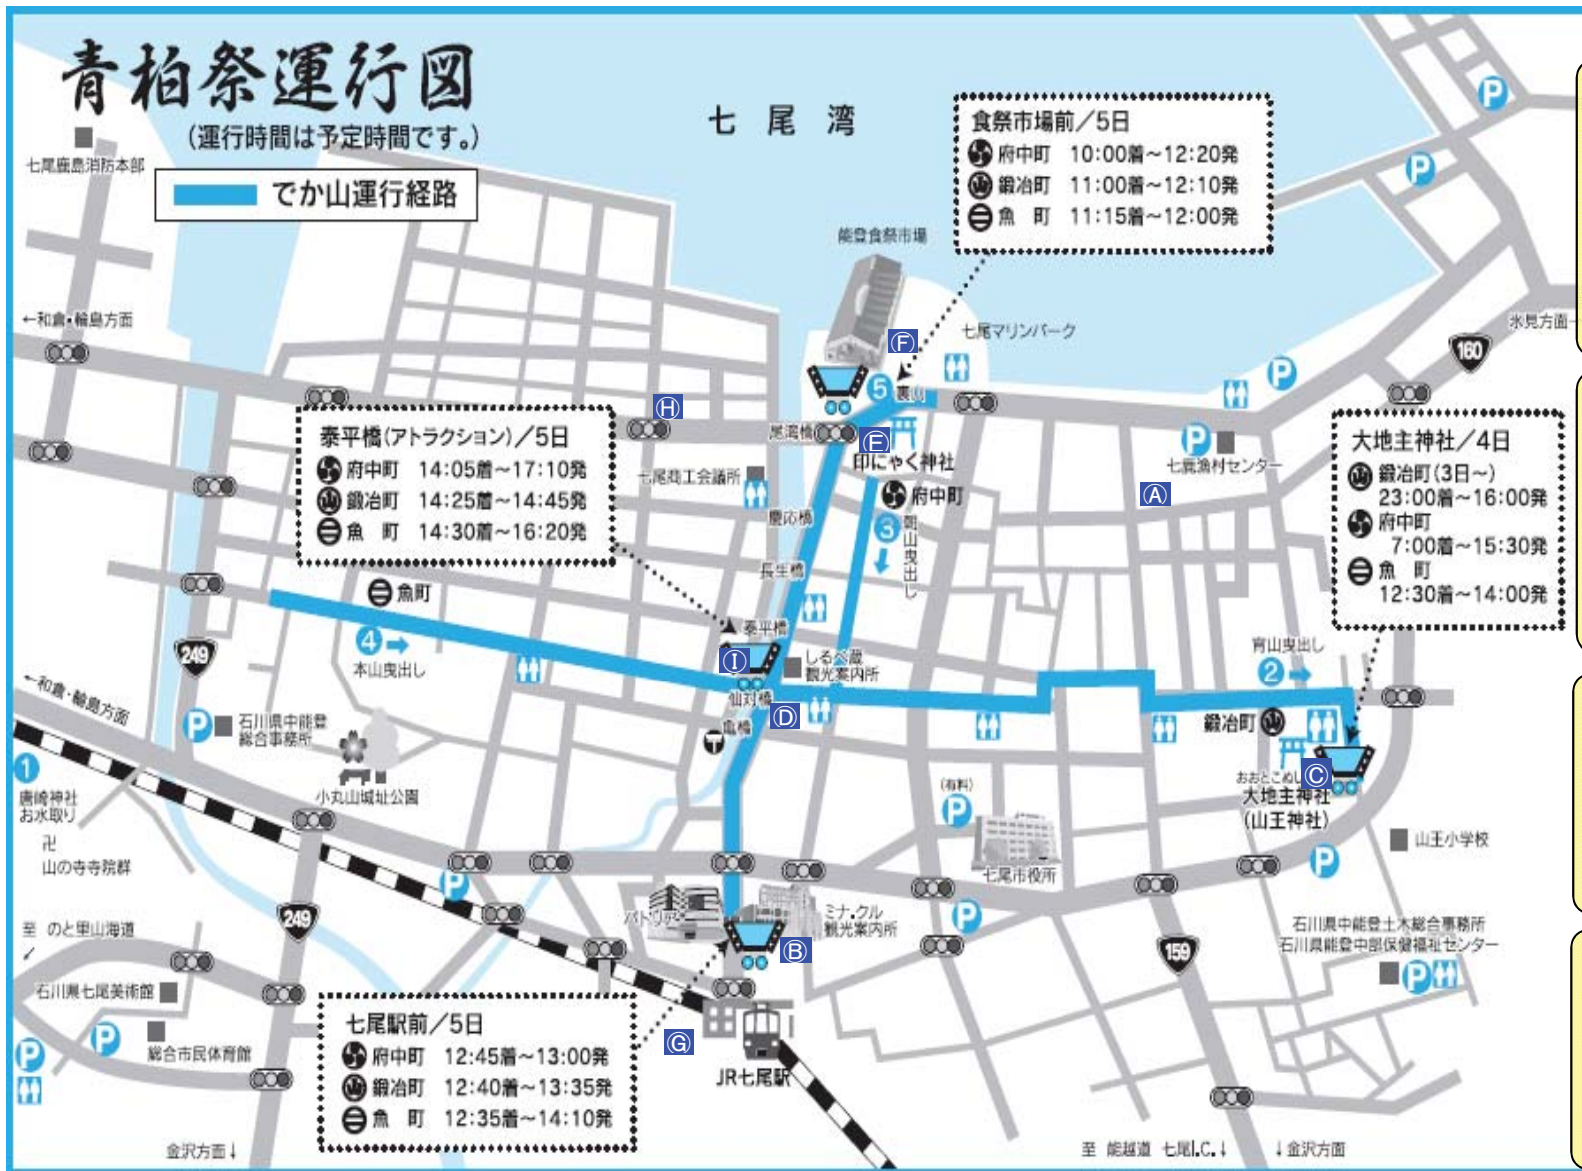 青柏祭運行図
(運行時間は予定時間です。)
でか山運行経路
七尾鹿島消防本部
七尾湾
食祭市場前/5日
府中町 10:00着~12:20発
鍛冶町 11:00着~12:10発
魚町 11:15着~12:00発
能登食祭市場
七尾マリンパーク
←和倉・輪島方面
氷見方面→
160
P
P
P
P
Ⓕ
⑤
裏山
Ⓗ
尾湾橋
Ⓔ
印にゃく神社
七鹿漁村センター
Ⓐ
泰平橋(アトラクション)/5日
府中町 14:05着~17:10発
鍛冶町 14:25着~14:45発
魚町 14:30着~16:20発
七尾商工会議所
府中町
③
朝山曳出し
慶応橋
長生橋
泰平橋
大地主神社/4日
鍛冶町(3日~)
23:00着~16:00発
府中町
7:00着~15:30発
魚町
12:30着~14:00発
魚町
④
本山曳出し
249
Ⓘ
しるべ蔵
観光案内所
仙対橋
Ⓓ
亀橋
宵山曳出し
②
鍛冶町
Ⓒ
おおとこぬし
大地主神社
(山王神社)
←和倉・輪島方面
P
石川県中能登
総合事務所
小丸山城址公園
①
唐崎神社
お水取り
卍
山の寺寺院群
(有料)
P
七尾市役所
山王小学校
P
P
パトリア
ミナ.クル
観光案内所
Ⓑ
P
249
159
石川県中能登土木総合事務所
石川県能登中部保健福祉センター
P
至 のと里山海道
石川県七尾美術館
P
総合市民体育館
P
七尾駅前/5日
府中町 12:45着~13:00発
鍛冶町 12:40着~13:35発
魚町 12:35着~14:10発
Ⓖ
JR七尾駅
金沢方面↓
至 能越道 七尾I.C.↓
↓金沢方面